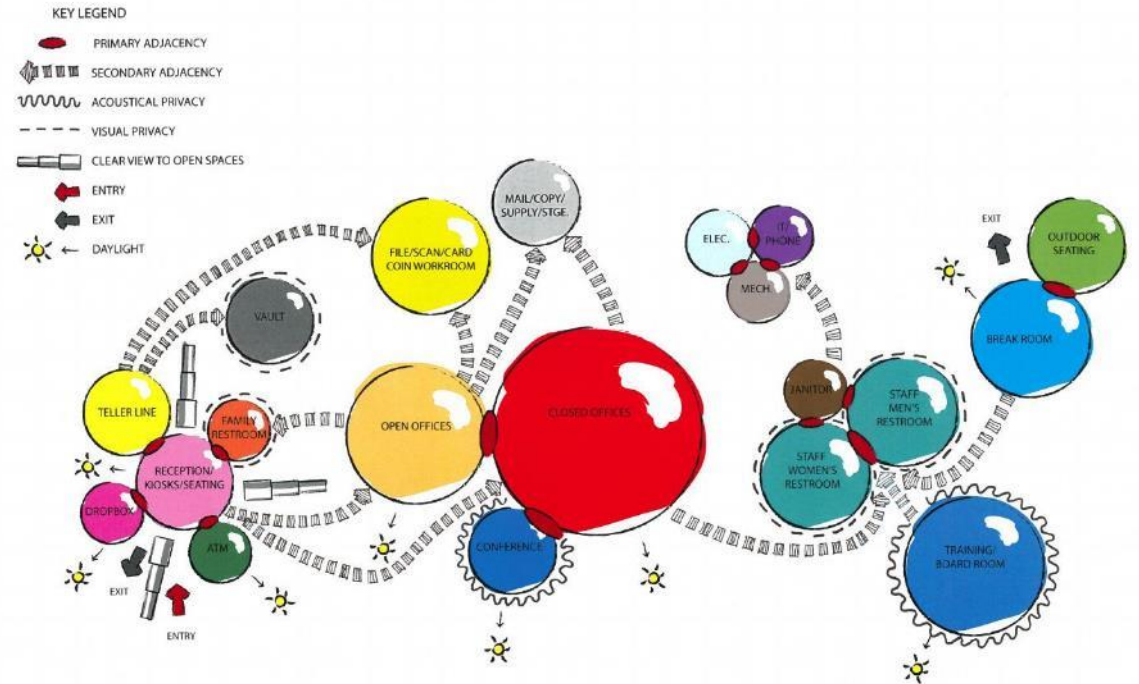 KEY LEGEND
PRIMARY ADJACENCY
SECONDARY ADJACENCY
ACOUSTICAL PRIVACY
VISUAL PRIVACY
CLEAR VIEW TO OPEN SPACES
ENTRY
EXIT
DAYLIGHT
MAIL/COPY/
SUPPLY/STGE.
FILE/SCAN/CARD
COIN WORKROOM
ELEC.
IT/
PHONE
MECH.
EXIT
OUTDOOR
SEATING
VAULT
BREAK ROOM
TELLER LINE
FAMILY
RESTROOM
OPEN OFFICES
CLOSED OFFICES
JANITOR
STAFF
MEN'S
RESTROOM
RECEPTION/
KIOSKS/SEATING
STAFF
WOMEN'S
RESTROOM
DROPBOX
ATM
CONFERENCE
TRAINING/
BOARD ROOM
EXIT
ENTRY